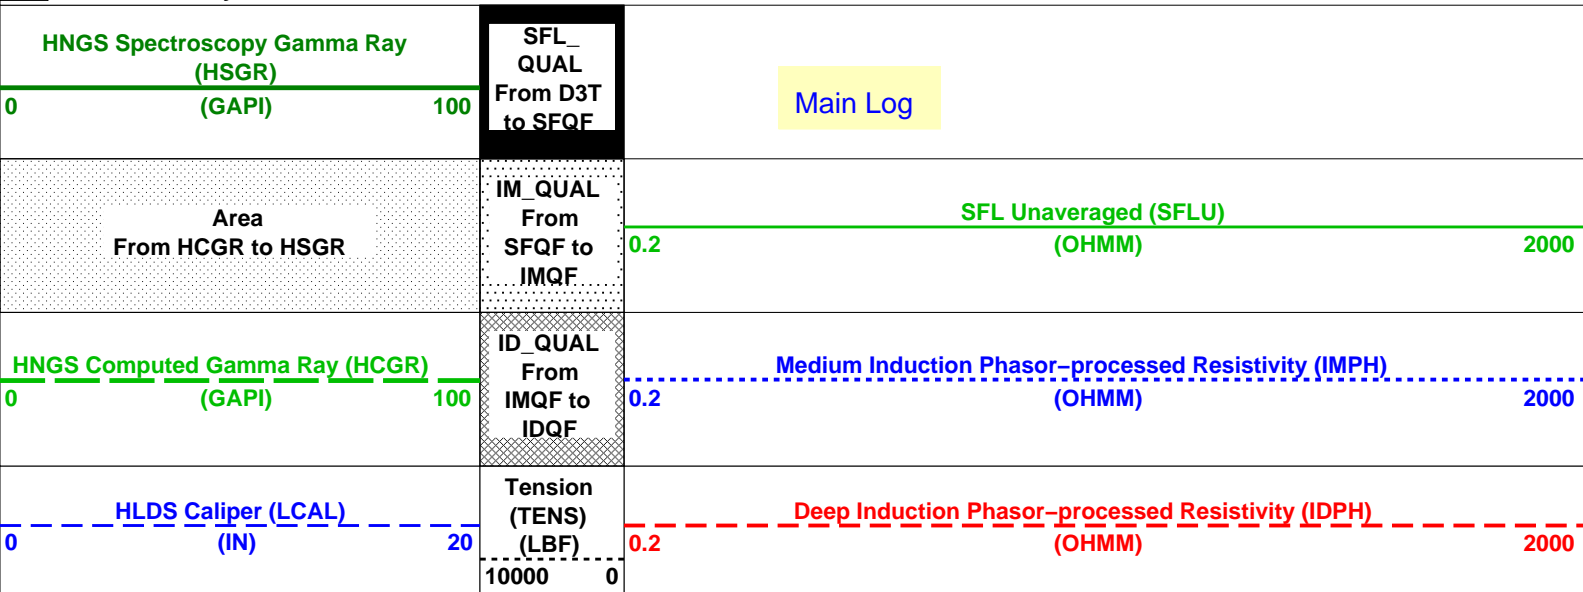 HNGS Spectroscopy Gamma Ray
(HSGR)
0 (GAPI) 100
SFL_
QUAL
From D3T
to SFQF
Main Log
Area
From HCGR to HSGR
IM_QUAL
From
SFQF to
IMQF
SFL Unaveraged (SFLU)
0.2 (OHMM) 2000
HNGS Computed Gamma Ray (HCGR)
0 (GAPI) 100
ID_QUAL
From
IMQF to
IDQF
Medium Induction Phasor−processed Resistivity (IMPH)
0.2 (OHMM) 2000
HLDS Caliper (LCAL)
0 (IN) 20
Tension
(TENS)
(LBF)
10000 0
Deep Induction Phasor−processed Resistivity (IDPH)
0.2 (OHMM) 2000